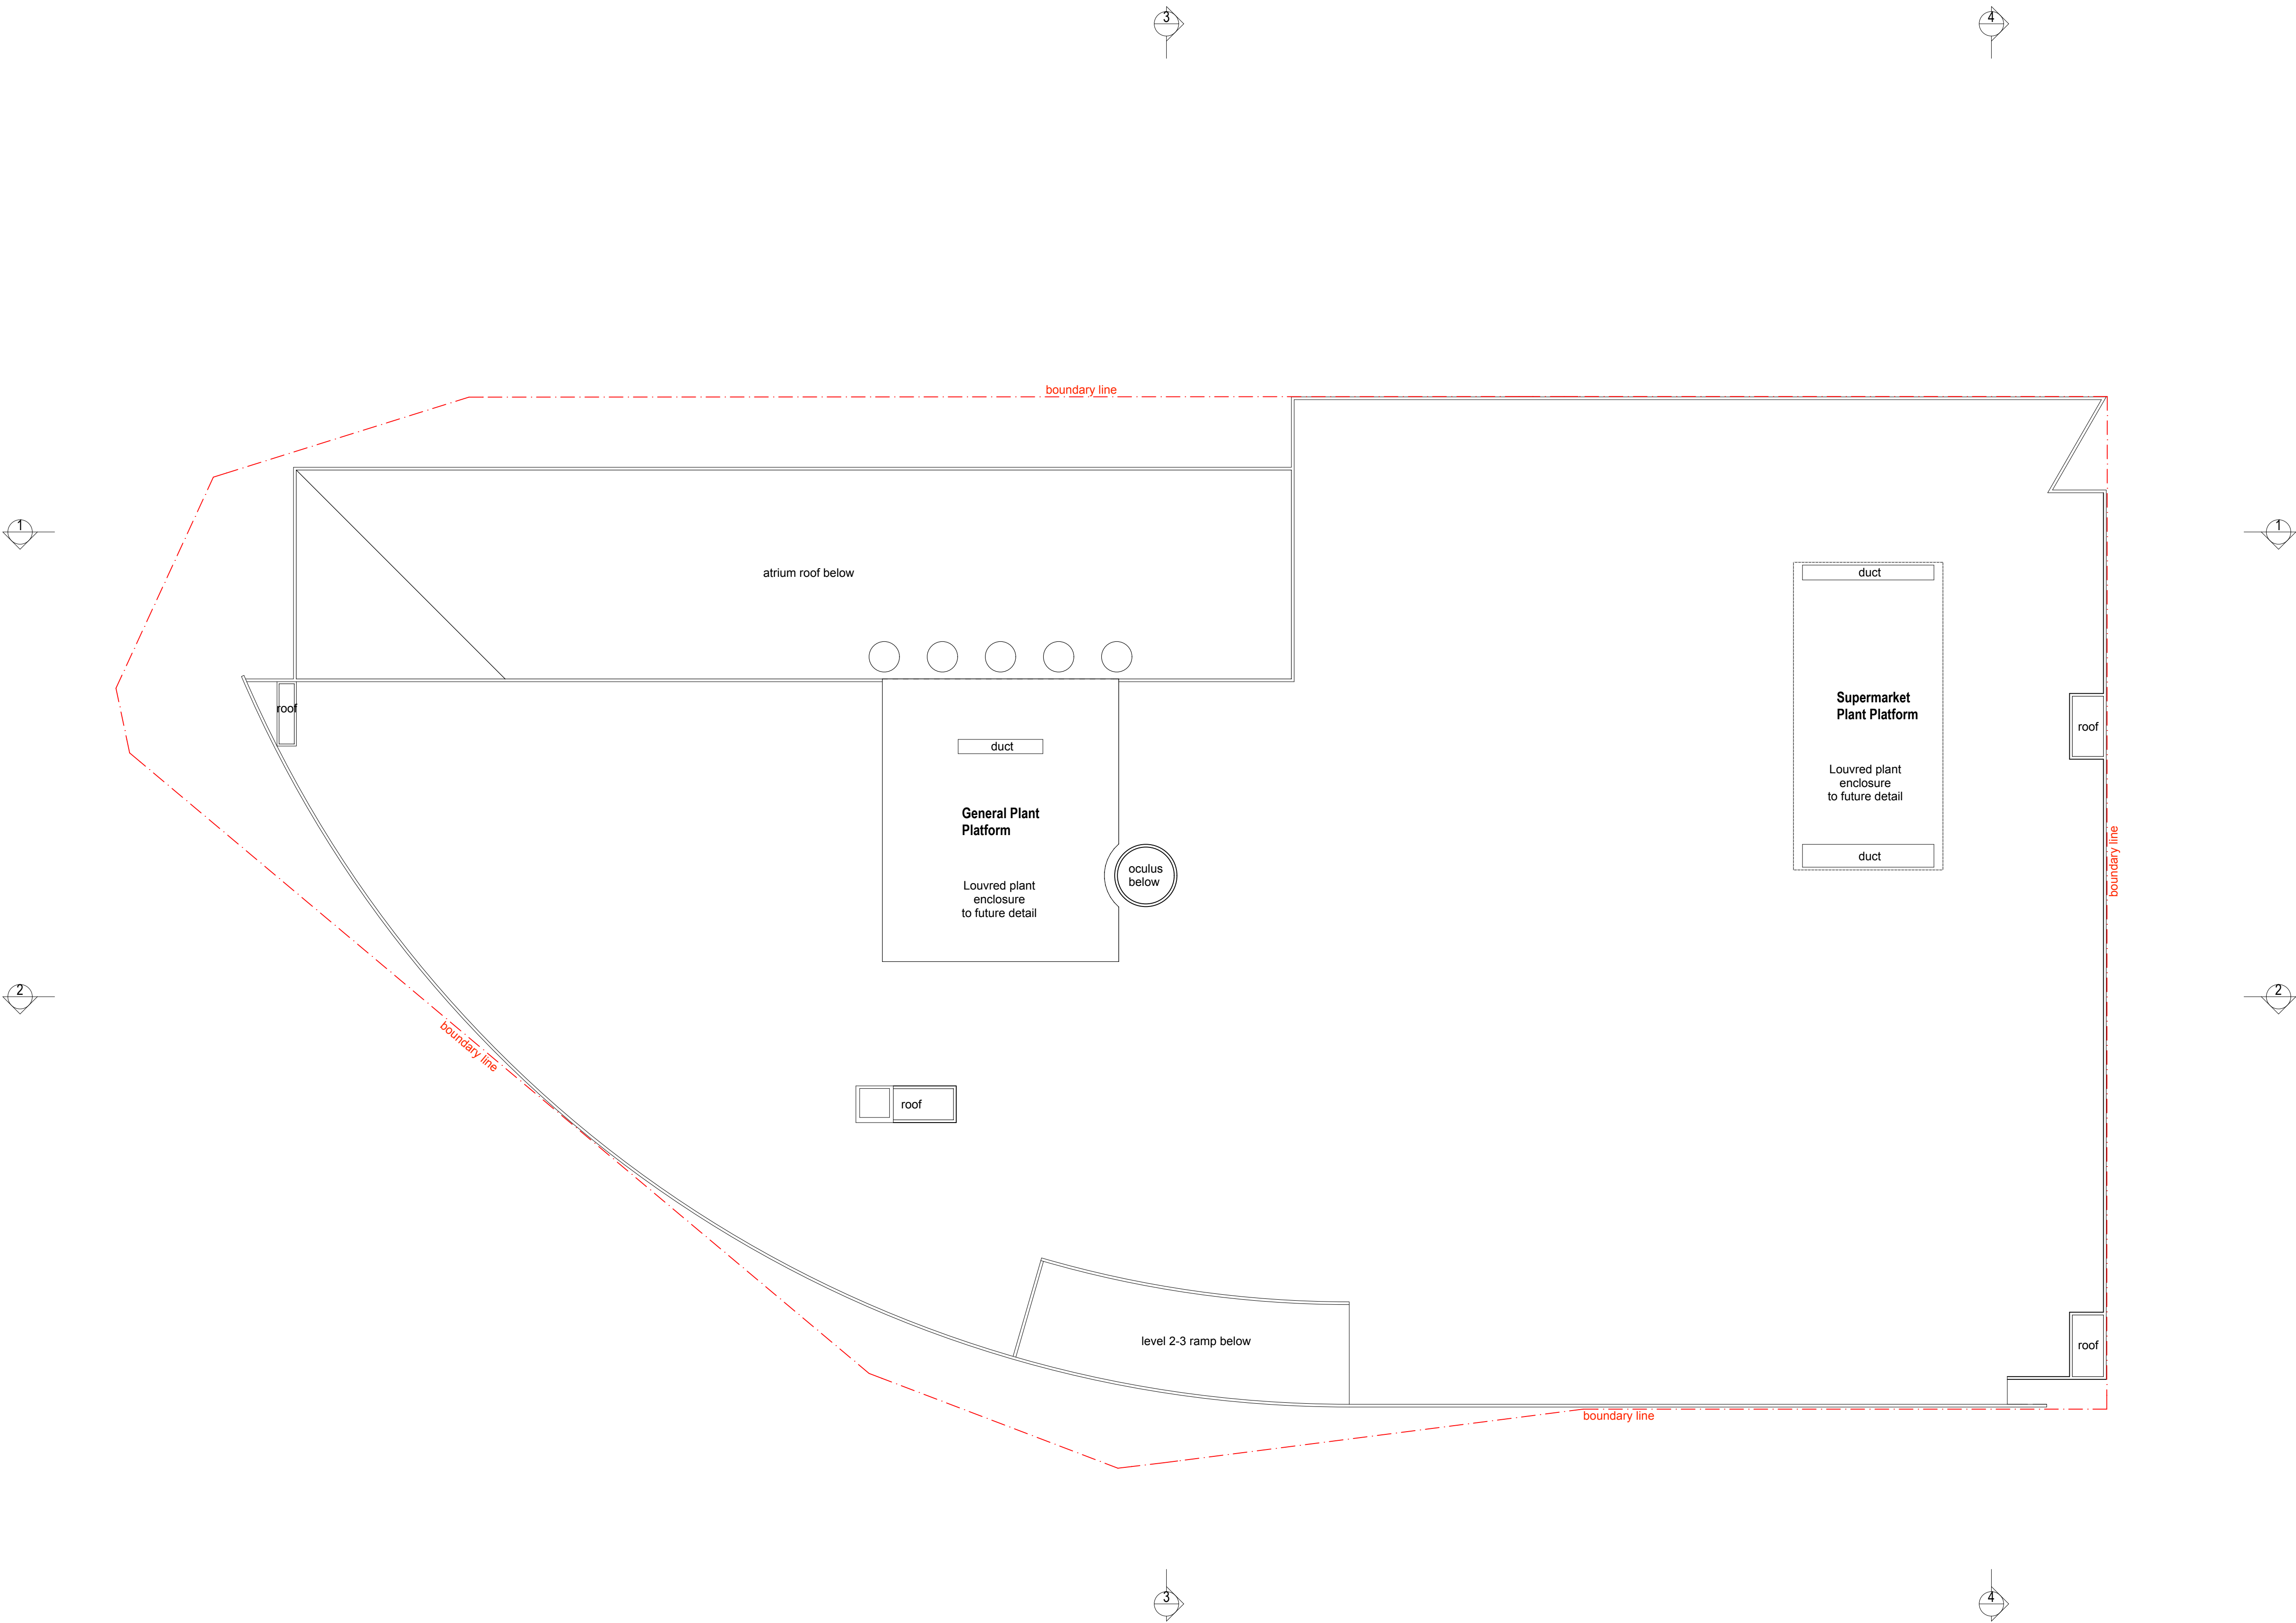 3
4
boundary line
1
1
atrium roof below
duct
roof
Supermarket
Plant Platform
roof
duct
Louvred plant
enclosure
to future detail
General Plant
Platform
boundary line
duct
oculus
below
Louvred plant
enclosure
to future detail
2
2
boundary line
roof
level 2-3 ramp below
roof
boundary line
3
4